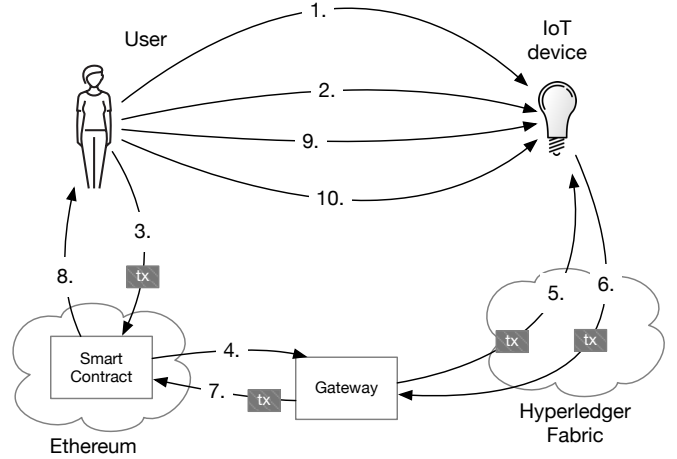 1.
User
IoT
device
2.
9.
10.
3.
8.
tx
5.
6.
tx
tx
Smart
Contract
4.
7.
tx
Gateway
Ethereum
Hyperledger
Fabric